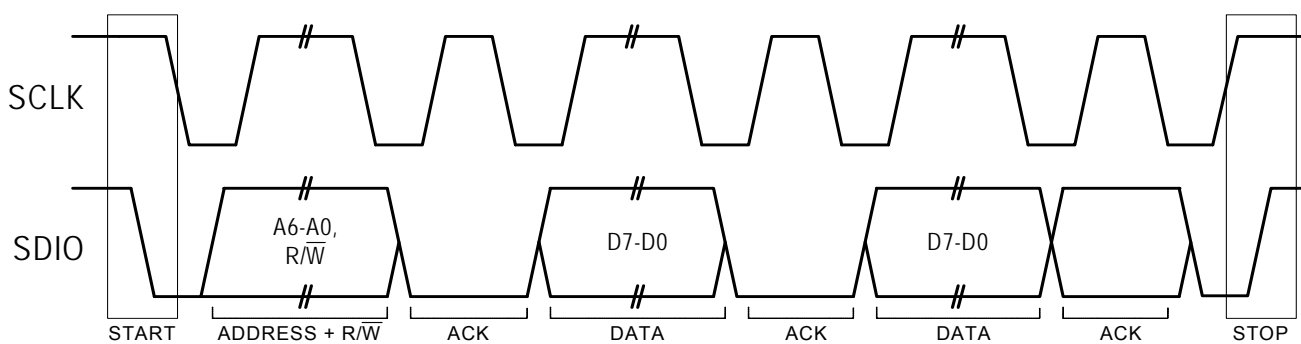 SCLK
SDIO
A6-A0,
R/W̅
D7-D0
D7-D0
START
ADDRESS + R/W̅
ACK
DATA
ACK
DATA
ACK
STOP